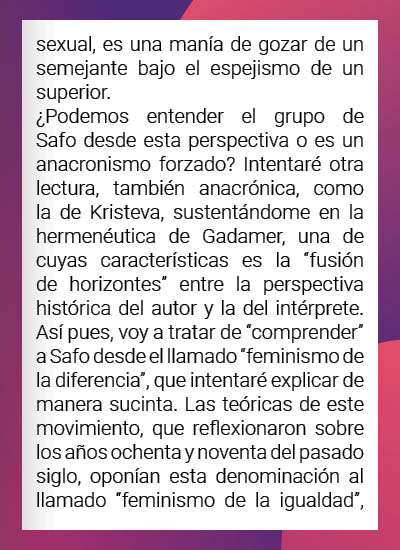 sexual, es una manía de gozar de un
semejante bajo el espejismo de un
superior.
¿Podemos entender el grupo de
Safo desde esta perspectiva o es un
anacronismo forzado? Intentaré otra
lectura, también anacrónica, como
la de Kristeva, sustentándome en la
hermenéutica de Gadamer, una de
cuyas características es la “fusión
de horizontes” entre la perspectiva
histórica del autor y la del intérprete.
Así pues, voy a tratar de “comprender”
a Safo desde el llamado “feminismo de
la diferencia”, que intentaré explicar de
manera sucinta. Las teóricas de este
movimiento, que reflexionaron sobre
los años ochenta y noventa del pasado
siglo, oponían esta denominación al
llamado “feminismo de la igualdad”,